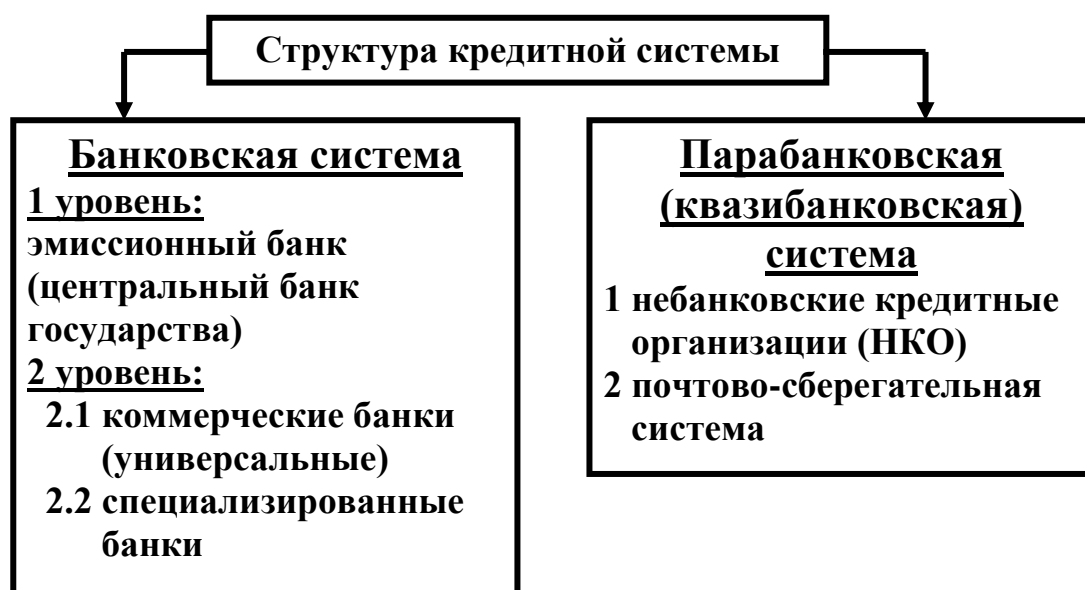 Структура кредитной системы
Банковская система
1 уровень:
эмиссионный банк
(центральный банк
государства)
2 уровень:
2.1 коммерческие банки
(универсальные)
2.2 специализированные
банки
Парабанковская
(квазибанковская)
система
1 небанковские кредитные
организации (НКО)
2 почтово-сберегательная
система